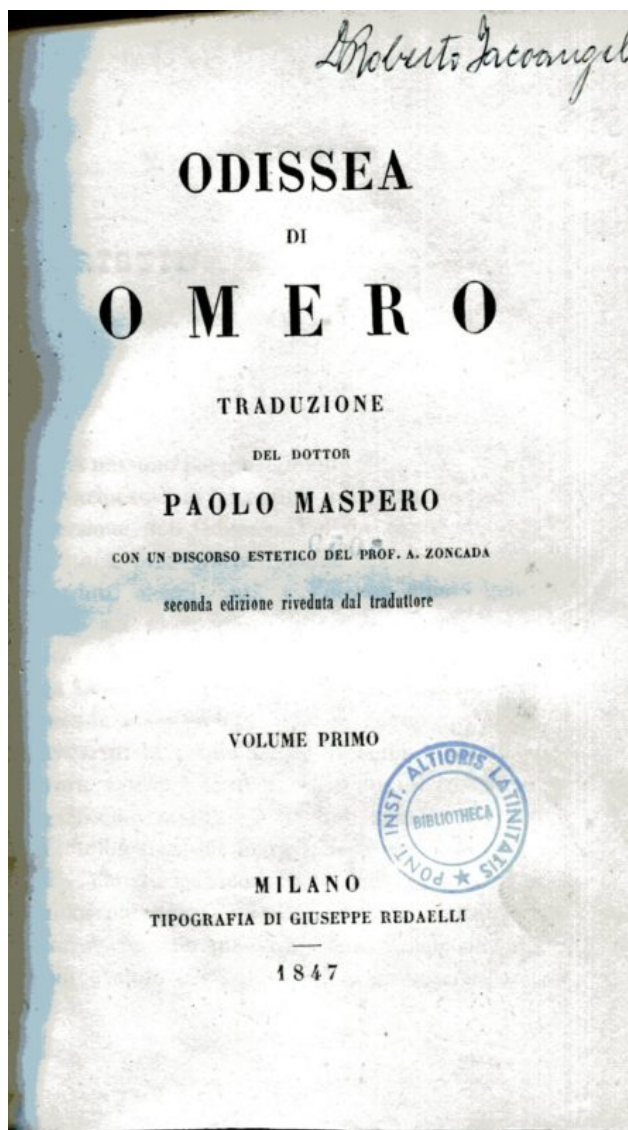 D Roberto Jacoangel
ODISSEA
DI
OMERO
TRADUZIONE
DEL DOTTOR
PAOLO MASPERO
CON UN DISCORSO ESTETICO DEL PROF. A. ZONCADA
seconda edizione riveduta dal traduttore
VOLUME PRIMO
PONT. INST. ALTIORIS LATINITATIS
BIBLIOTHECA
MILANO
TIPOGRAFIA DI GIUSEPPE REDAELLI
1847